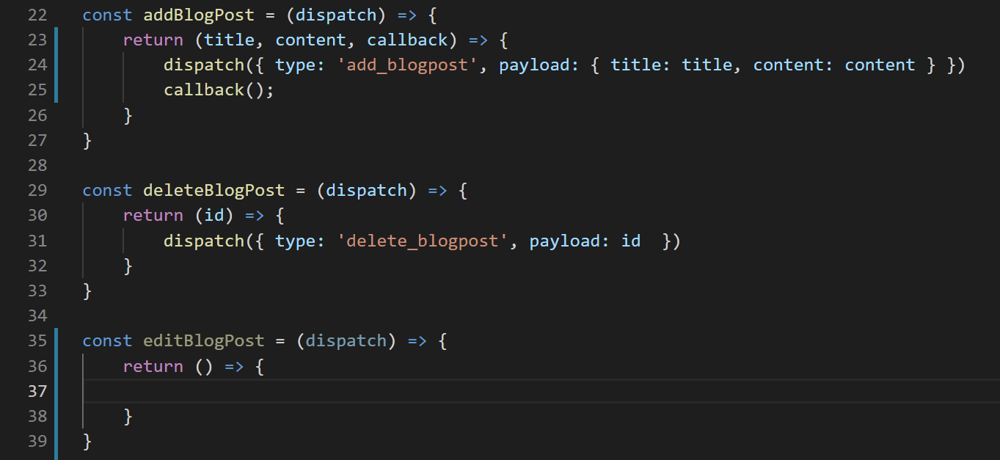 22 const addBlogPost = (dispatch) => {
23     return (title, content, callback) => {
24         dispatch({ type: 'add_blogpost', payload: { title: title, content: content } })
25         callback();
26     }
27 }
28
29 const deleteBlogPost = (dispatch) => {
30     return (id) => {
31         dispatch({ type: 'delete_blogpost', payload: id  })
32     }
33 }
34
35 const editBlogPost = (dispatch) => {
36     return () => {
37
38     }
39 }